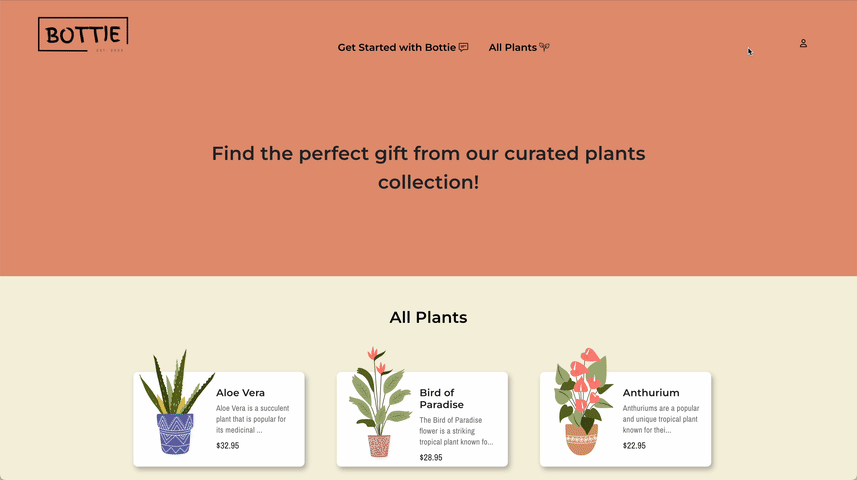 BOTTIE
Get Started with Bottie
All Plants
Find the perfect gift from our curated plants
collection!
All Plants
Aloe Vera
Aloe Vera is a succulent
plant that is popular for
its medicinal ...
$32.95
Bird of
Paradise
The Bird of Paradise
flower is a striking
tropical plant known fo...
$28.95
Anthurium
Anthuriums are a popular
and unique tropical plant
known for thei...
$22.95